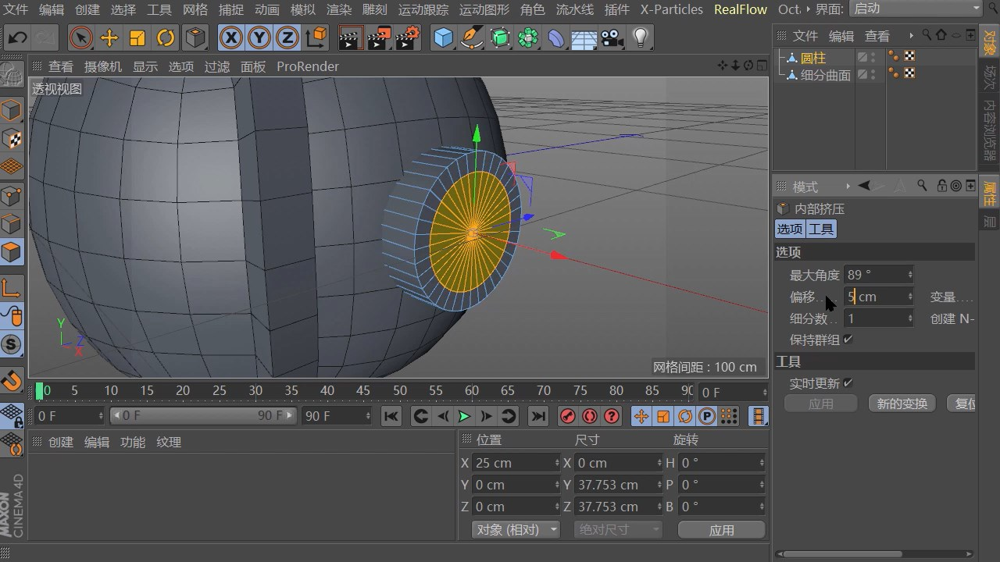 文件 编辑 创建 选择 工具 网格 捕捉 动画 模拟 渲染 雕刻 运动跟踪 运动图形 角色 流水线 插件 X-Particles RealFlow Oct 界面: 启动
X Y Z
文件 编辑 查看
对象
场次
内容浏览器
圆柱
细分曲面
查看 摄像机 显示 选项 过滤 面板 ProRender
透视视图
Y
Z
X
网格间距 : 100 cm
模式
属性
层
内部挤压
选项 工具
选项
最大角度 89 °
偏移.... 5 cm 变量....
细分数.. 1 创建 N-
保持群组
工具
实时更新
应用 新的变换 复位
0 5 10 15 20 25 30 35 40 45 50 55 60 65 70 75 80 85 90 0 F
0 F 0 F 90 F 90 F
创建 编辑 功能 纹理
位置 尺寸 旋转
X 25 cm X 0 cm H 0 °
Y 0 cm Y 37.753 cm P 0 °
Z 0 cm Z 37.753 cm B 0 °
对象 (相对) 绝对尺寸 应用
MAXON
CINEMA 4D